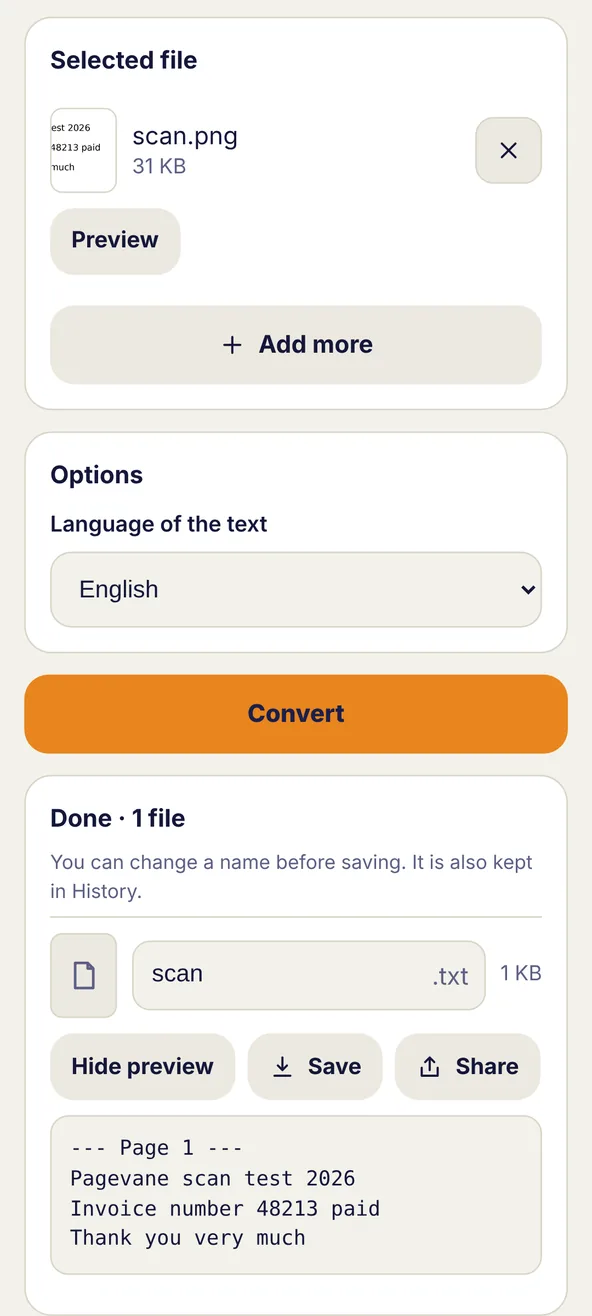 Selected file
est 2026
48213 paid
much
scan.png
31 KB
Preview
+ Add more
Options
Language of the text
English
Convert
Done · 1 file
You can change a name before saving. It is also kept
in History.
scan .txt 1 KB
Hide preview Save Share
--- Page 1 ---
Pagevane scan test 2026
Invoice number 48213 paid
Thank you very much